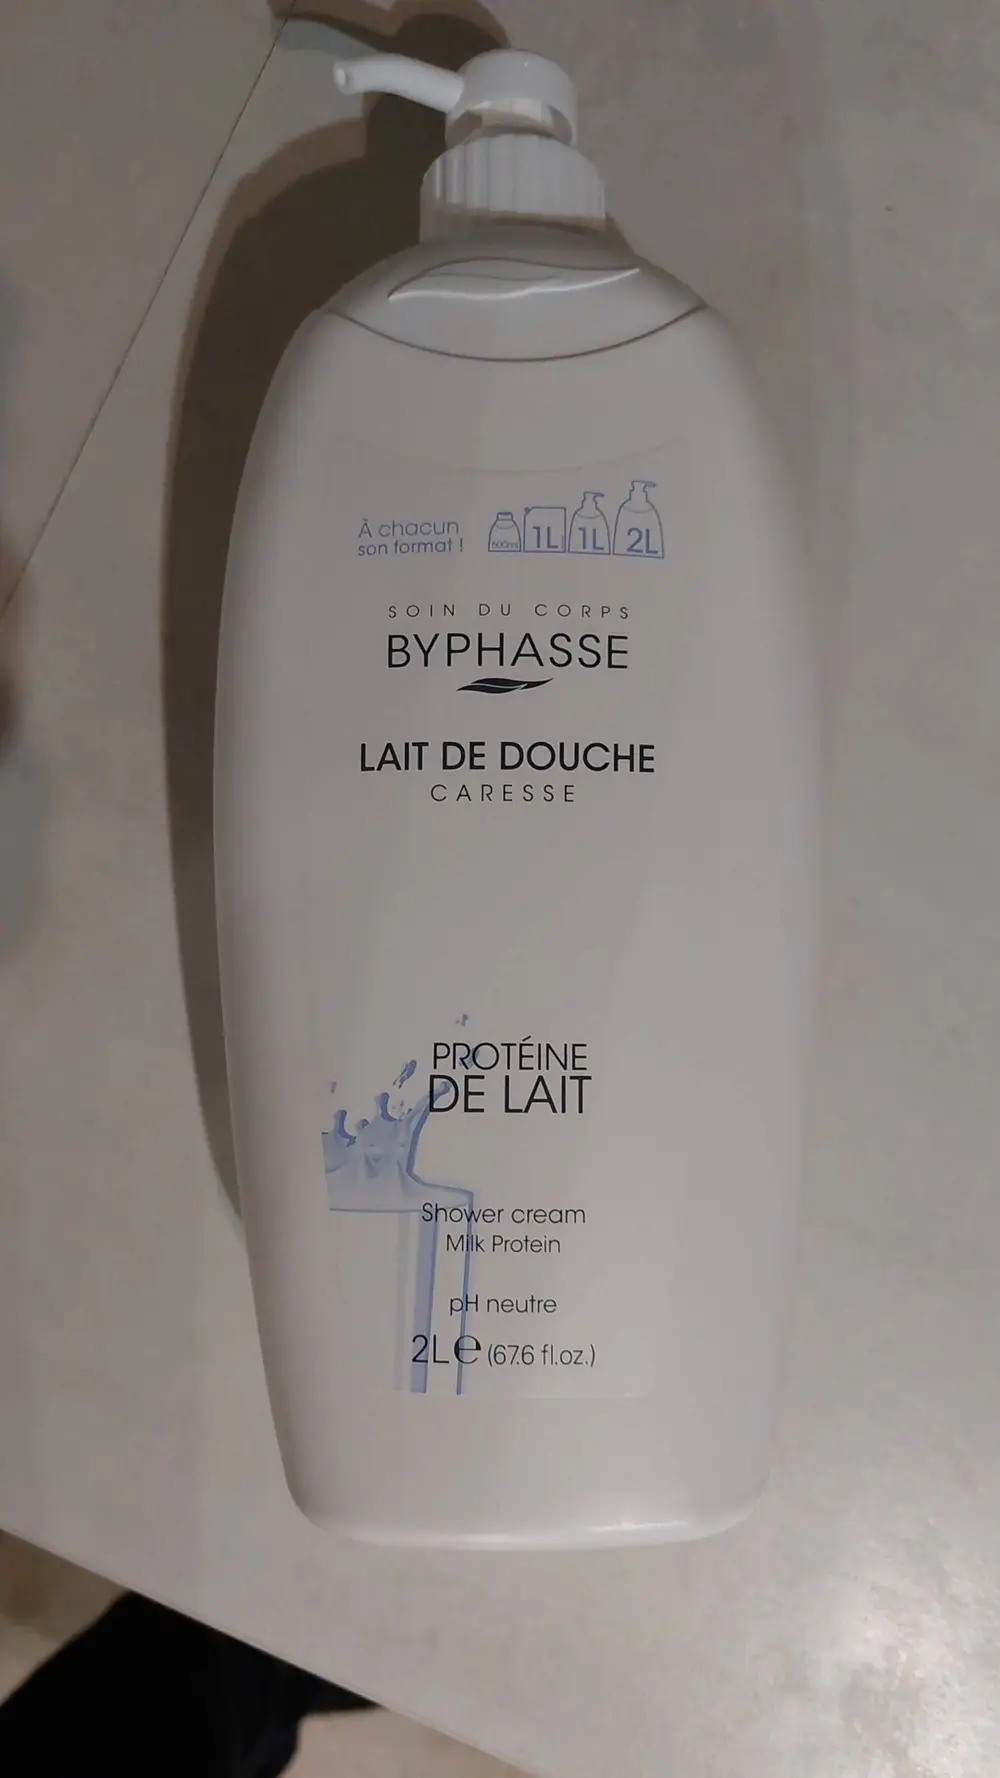 À chacun
son format !
600ml 1L 1L 2L
SOIN DU CORPS
BYPHASSE
LAIT DE DOUCHE
CARESSE
PROTÉINE
DE LAIT
Shower cream
Milk Protein
pH neutre
2L℮ (67.6 fl.oz.)